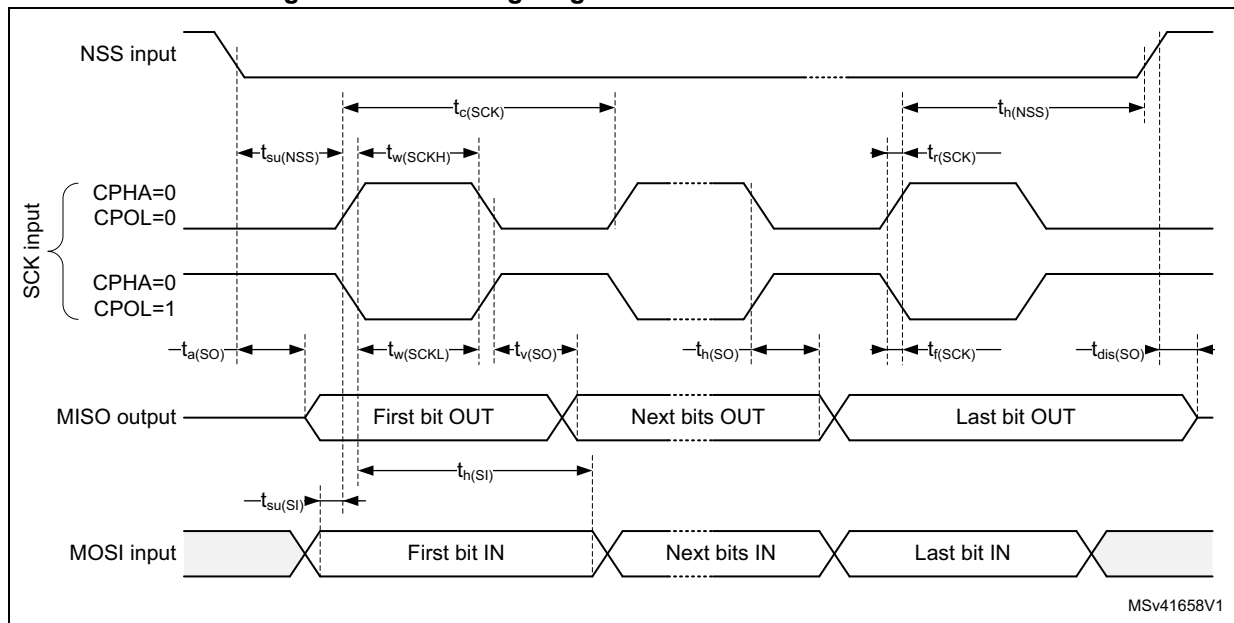 NSS input
tc(SCK)
th(NSS)
tsu(NSS)
tw(SCKH)
tr(SCK)
SCK input
CPHA=0
CPOL=0
CPHA=0
CPOL=1
ta(SO)
tw(SCKL)
tv(SO)
th(SO)
tf(SCK)
tdis(SO)
MISO output
First bit OUT
Next bits OUT
Last bit OUT
th(SI)
tsu(SI)
MOSI input
First bit IN
Next bits IN
Last bit IN
MSv41658V1